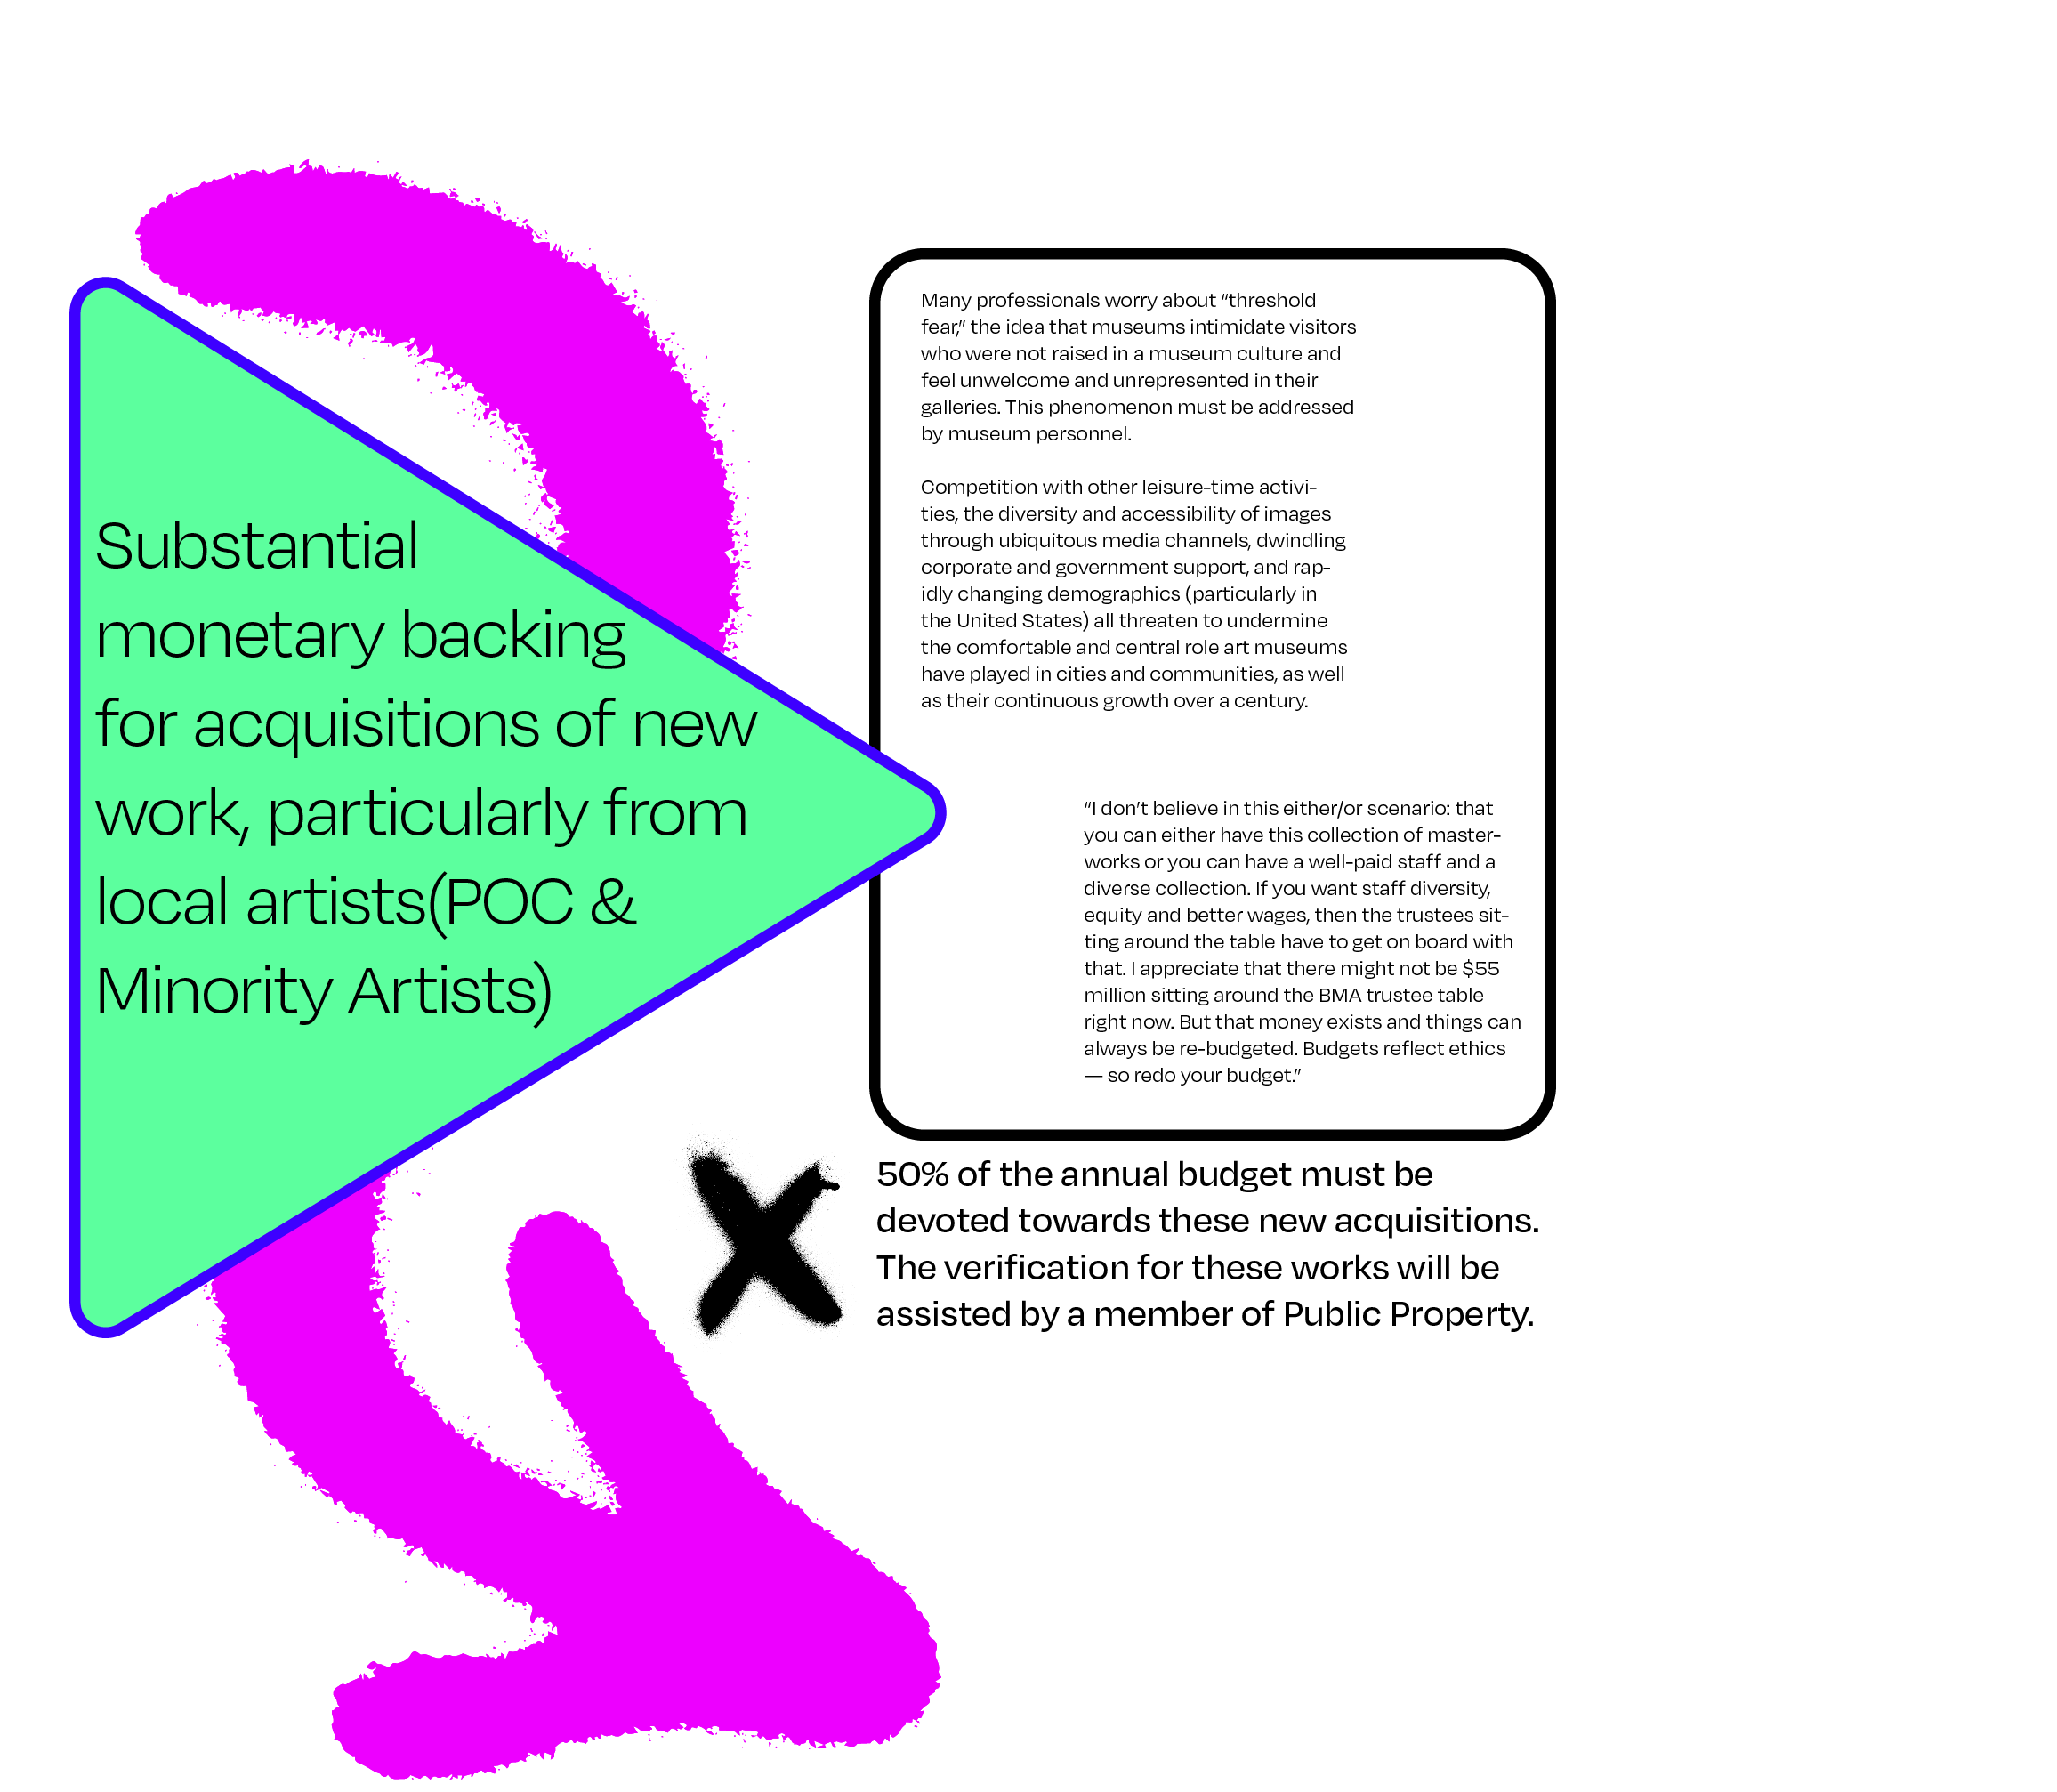 Substantial
monetary backing
for acquisitions of new
work, particularly from
local artists(POC &
Minority Artists)
Many professionals worry about “threshold
fear,” the idea that museums intimidate visitors
who were not raised in a museum culture and
feel unwelcome and unrepresented in their
galleries. This phenomenon must be addressed
by museum personnel.
Competition with other leisure-time activi-
ties, the diversity and accessibility of images
through ubiquitous media channels, dwindling
corporate and government support, and rap-
idly changing demographics (particularly in
the United States) all threaten to undermine
the comfortable and central role art museums
have played in cities and communities, as well
as their continuous growth over a century.
“I don’t believe in this either/or scenario: that
you can either have this collection of master-
works or you can have a well-paid staff and a
diverse collection. If you want staff diversity,
equity and better wages, then the trustees sit-
ting around the table have to get on board with
that. I appreciate that there might not be $55
million sitting around the BMA trustee table
right now. But that money exists and things can
always be re-budgeted. Budgets reflect ethics
— so redo your budget.”
50% of the annual budget must be
devoted towards these new acquisitions.
The verification for these works will be
assisted by a member of Public Property.